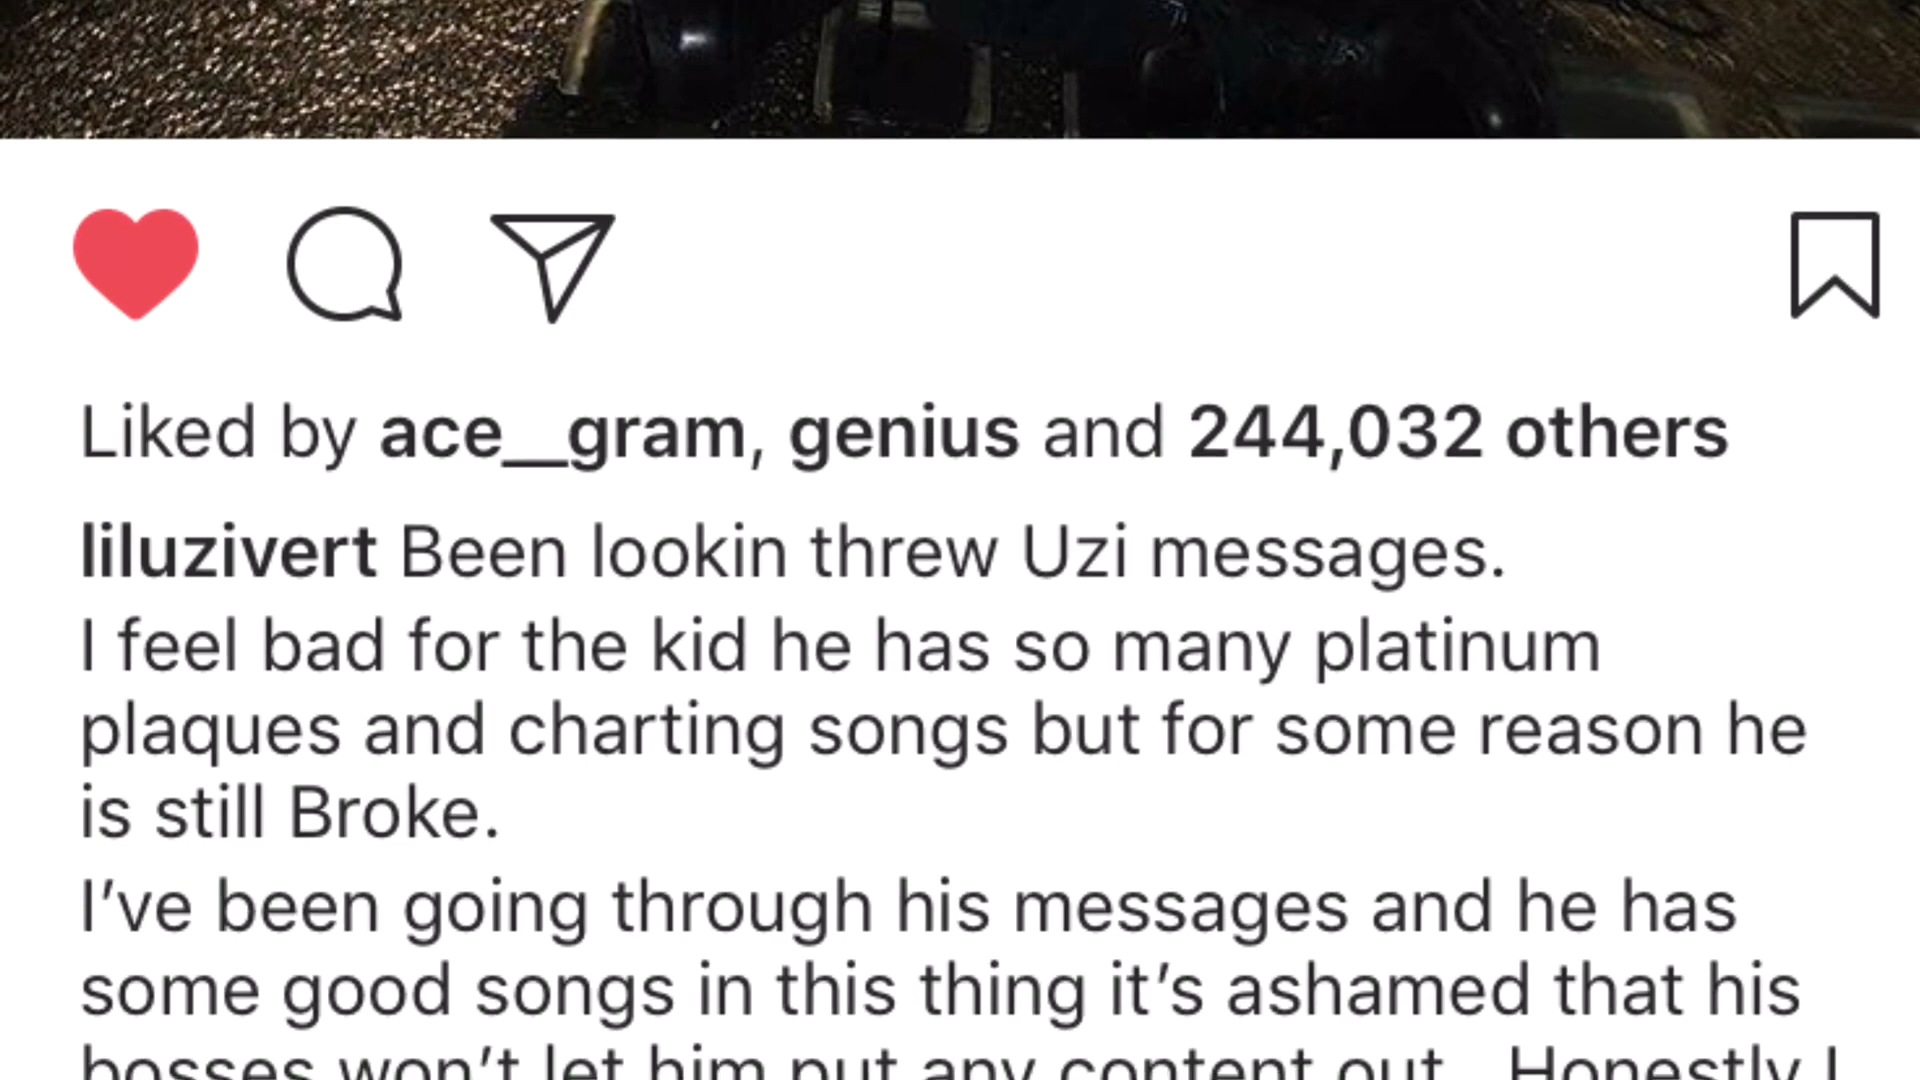 Liked by ace__gram, genius and 244,032 others
liluzivert Been lookin threw Uzi messages.
I feel bad for the kid he has so many platinum
plaques and charting songs but for some reason he
is still Broke.
I’ve been going through his messages and he has
some good songs in this thing it’s ashamed that his
bosses won’t let him put any content out . Honestly I